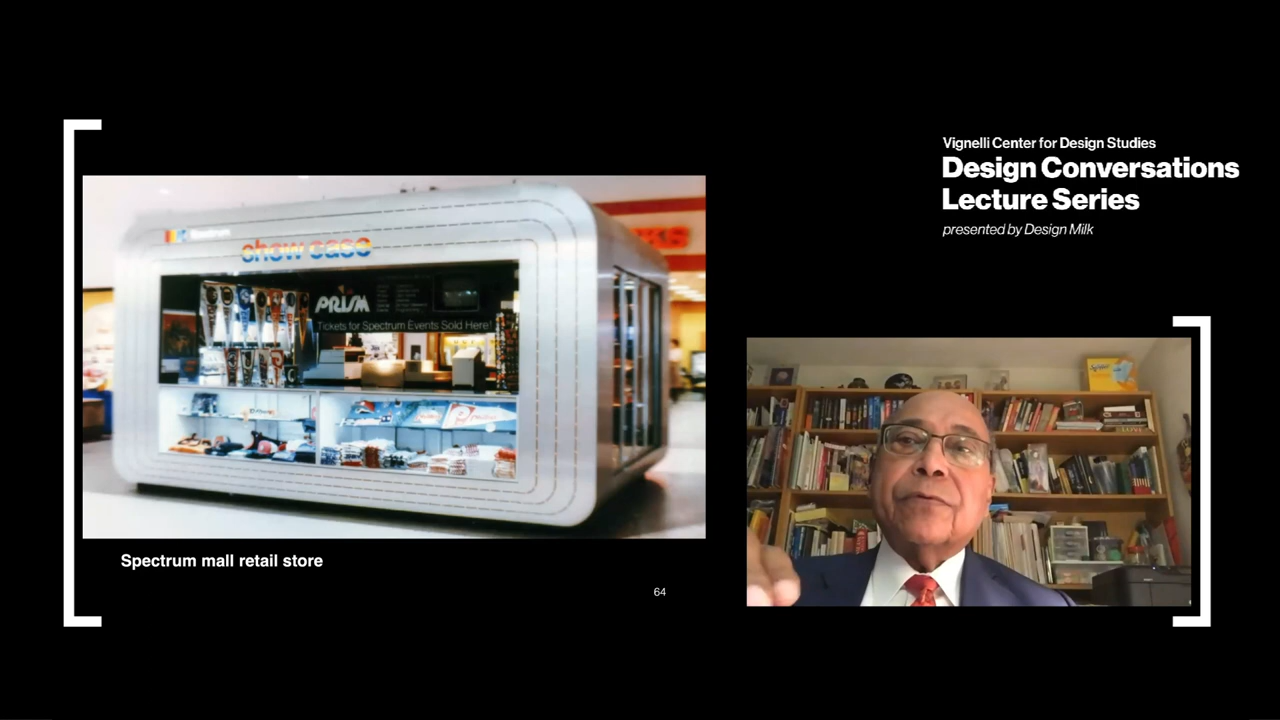 Vignelli Center for Design Studies
Design Conversations
Lecture Series
presented by Design Milk
Spectrum
show case
PRISM
Tickets for Spectrum Events Sold Here!
Spectrum mall retail store
64